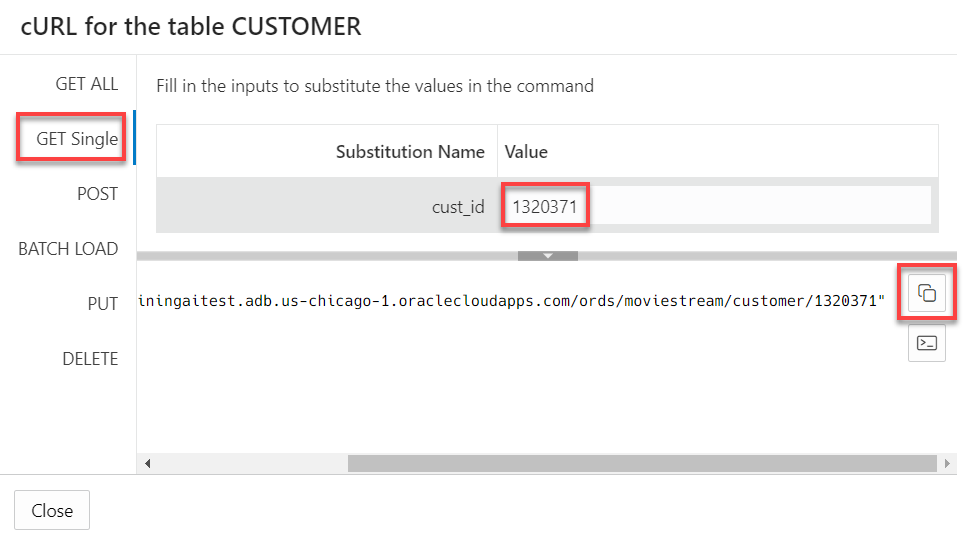 cURL for the table CUSTOMER
GET ALL
GET Single
POST
BATCH LOAD
PUT
DELETE
Fill in the inputs to substitute the values in the command
Substitution Name Value
cust_id 1320371
iningaitest.adb.us-chicago-1.oraclecloudapps.com/ords/moviestream/customer/1320371"
Close